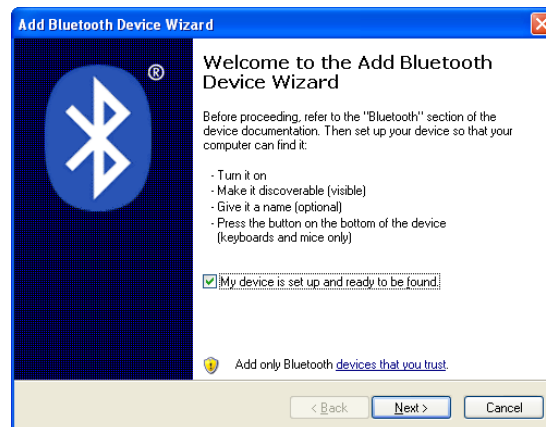 Add Bluetooth Device Wizard
®
Welcome to the Add Bluetooth
Device Wizard
Before proceeding, refer to the "Bluetooth" section of the
device documentation. Then set up your device so that your
computer can find it:
- Turn it on
- Make it discoverable (visible)
- Give it a name (optional)
- Press the button on the bottom of the device
(keyboards and mice only)
My device is set up and ready to be found.
Add only Bluetooth devices that you trust.
< Back Next > Cancel